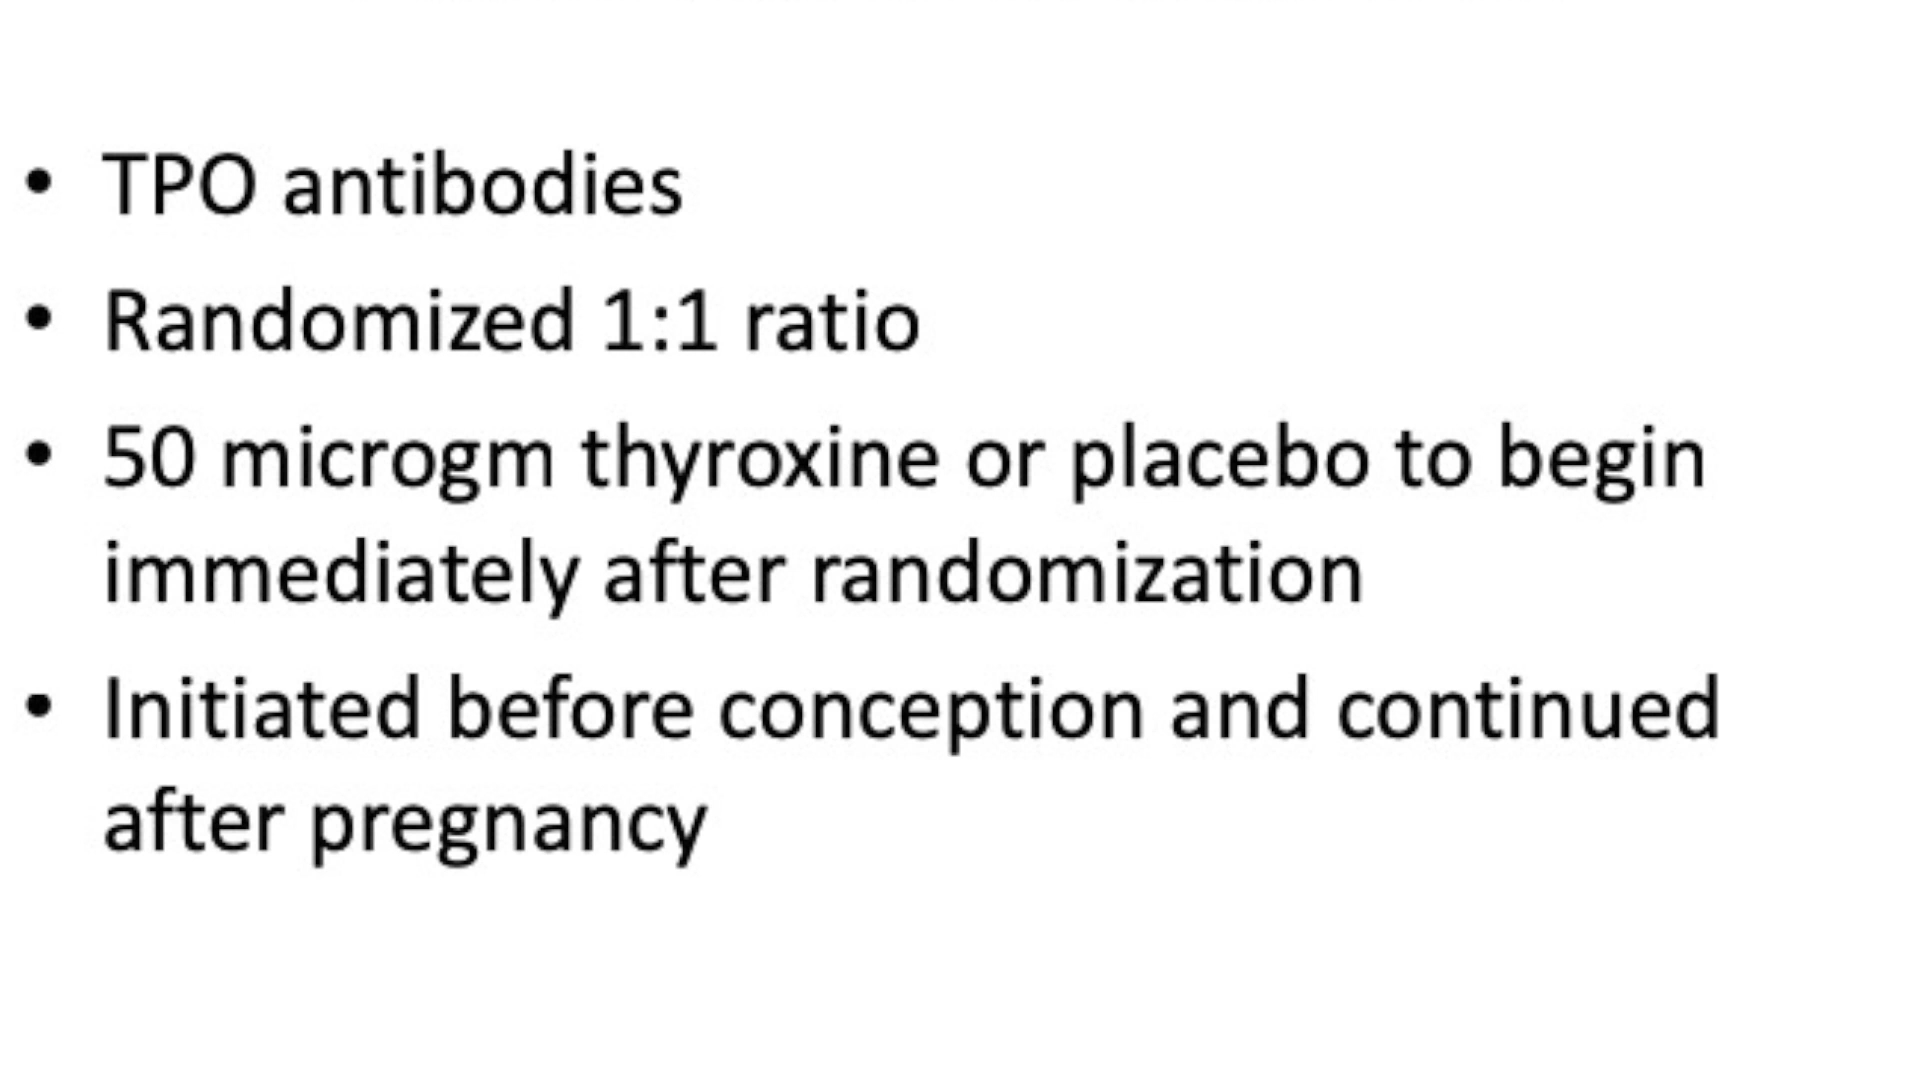 • TPO antibodies
• Randomized 1:1 ratio
• 50 microgm thyroxine or placebo to begin
immediately after randomization
• Initiated before conception and continued
after pregnancy